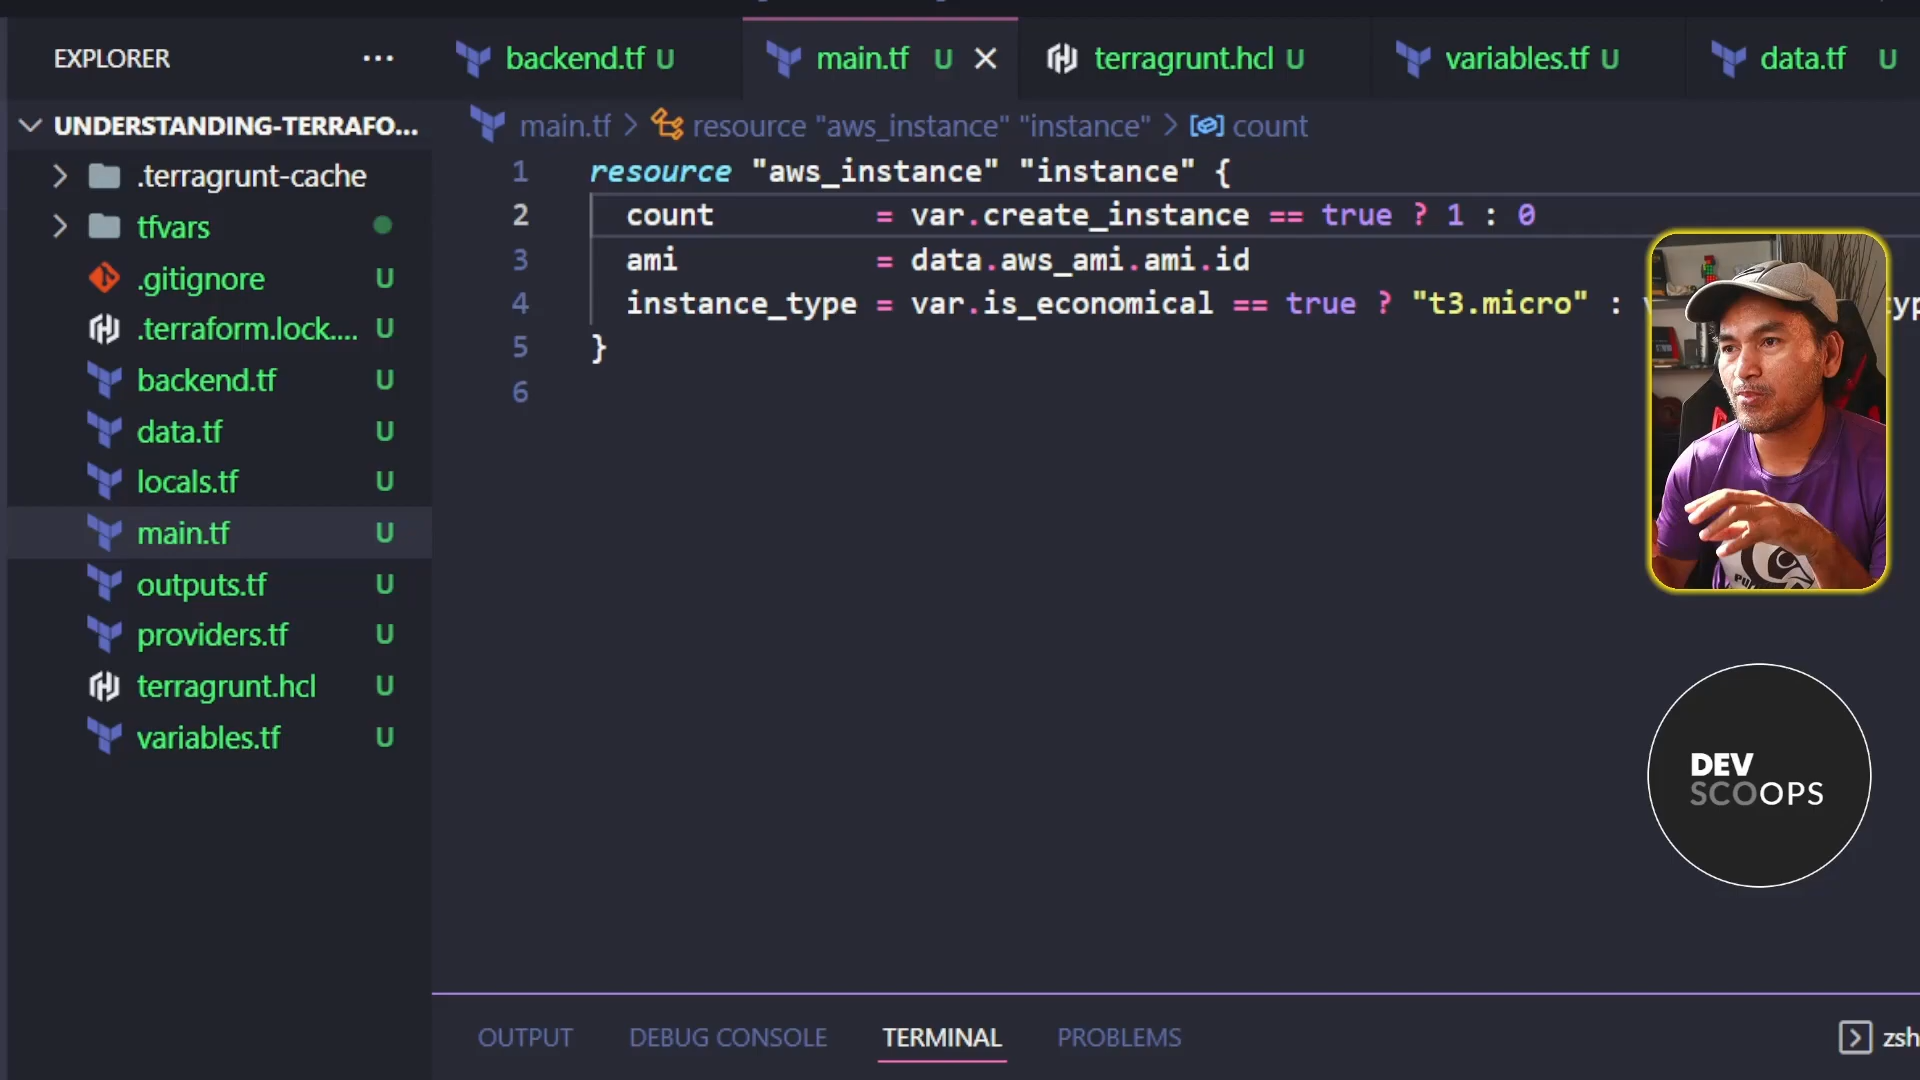 EXPLORER
UNDERSTANDING-TERRAFO...
.terragrunt-cache
tfvars
.gitignore U
.terraform.lock.... U
backend.tf U
data.tf U
locals.tf U
main.tf U
outputs.tf U
providers.tf U
terragrunt.hcl U
variables.tf U
backend.tf U
main.tf U
terragrunt.hcl U
variables.tf U
data.tf U
main.tf > resource "aws_instance" "instance" > count
1 resource "aws_instance" "instance" {
2 count = var.create_instance == true ? 1 : 0
3 ami = data.aws_ami.ami.id
4 instance_type = var.is_economical == true ? "t3.micro" :
5 }
6
DEV
SCOOPS
OUTPUT DEBUG CONSOLE TERMINAL PROBLEMS
zsh